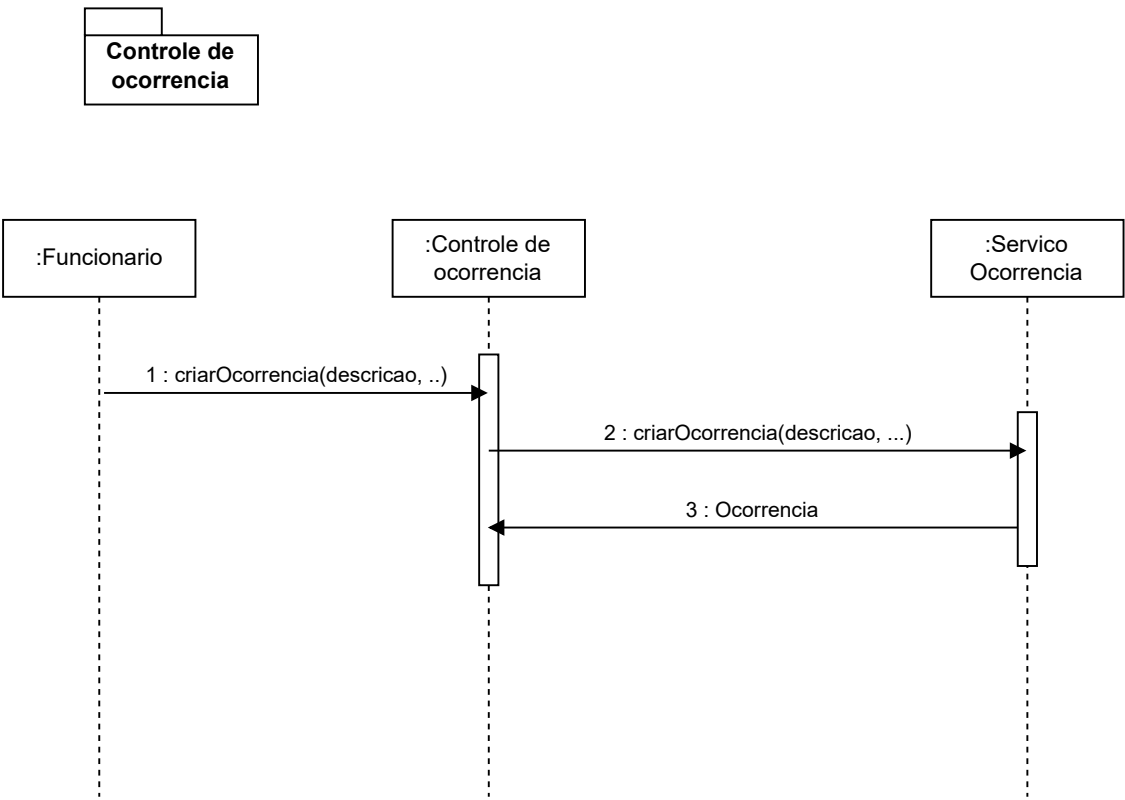 Controle de
ocorrencia
:Funcionario
:Controle de
ocorrencia
:Servico
Ocorrencia
1 : criarOcorrencia(descricao, ..)
2 : criarOcorrencia(descricao, ...)
3 : Ocorrencia